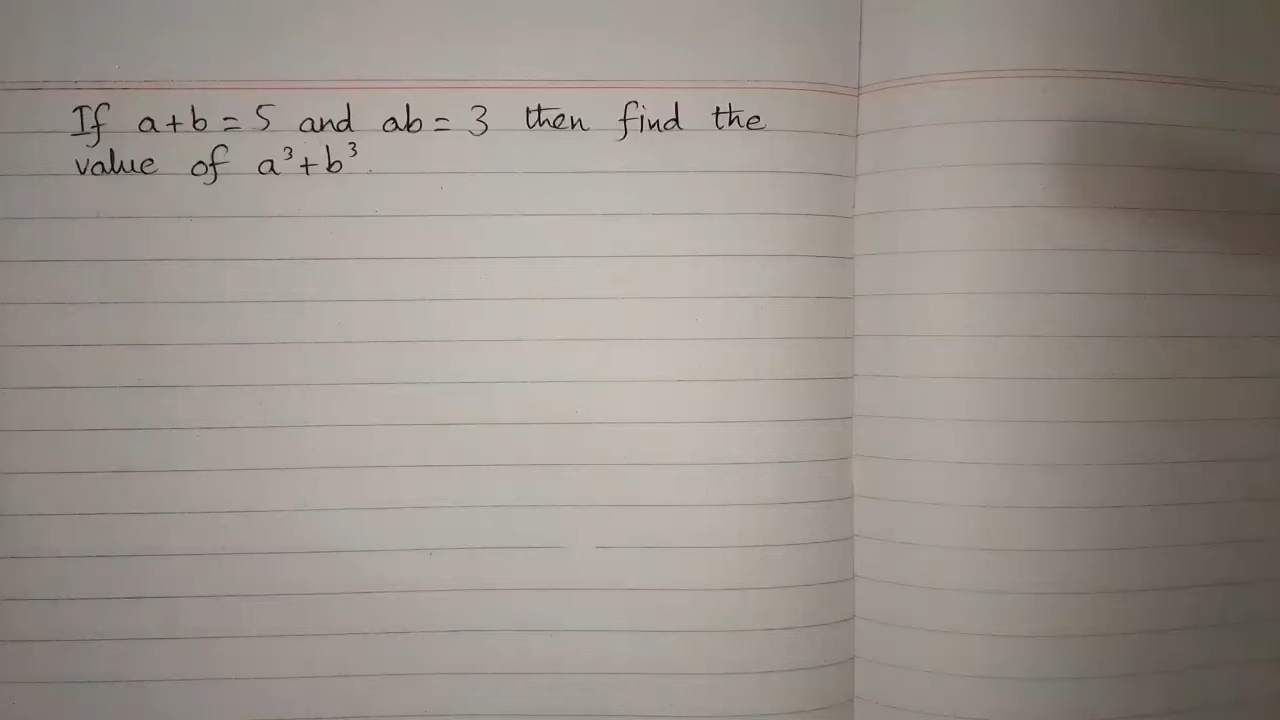 If a+b=5 and ab=3 then find the
value of a³+b³.